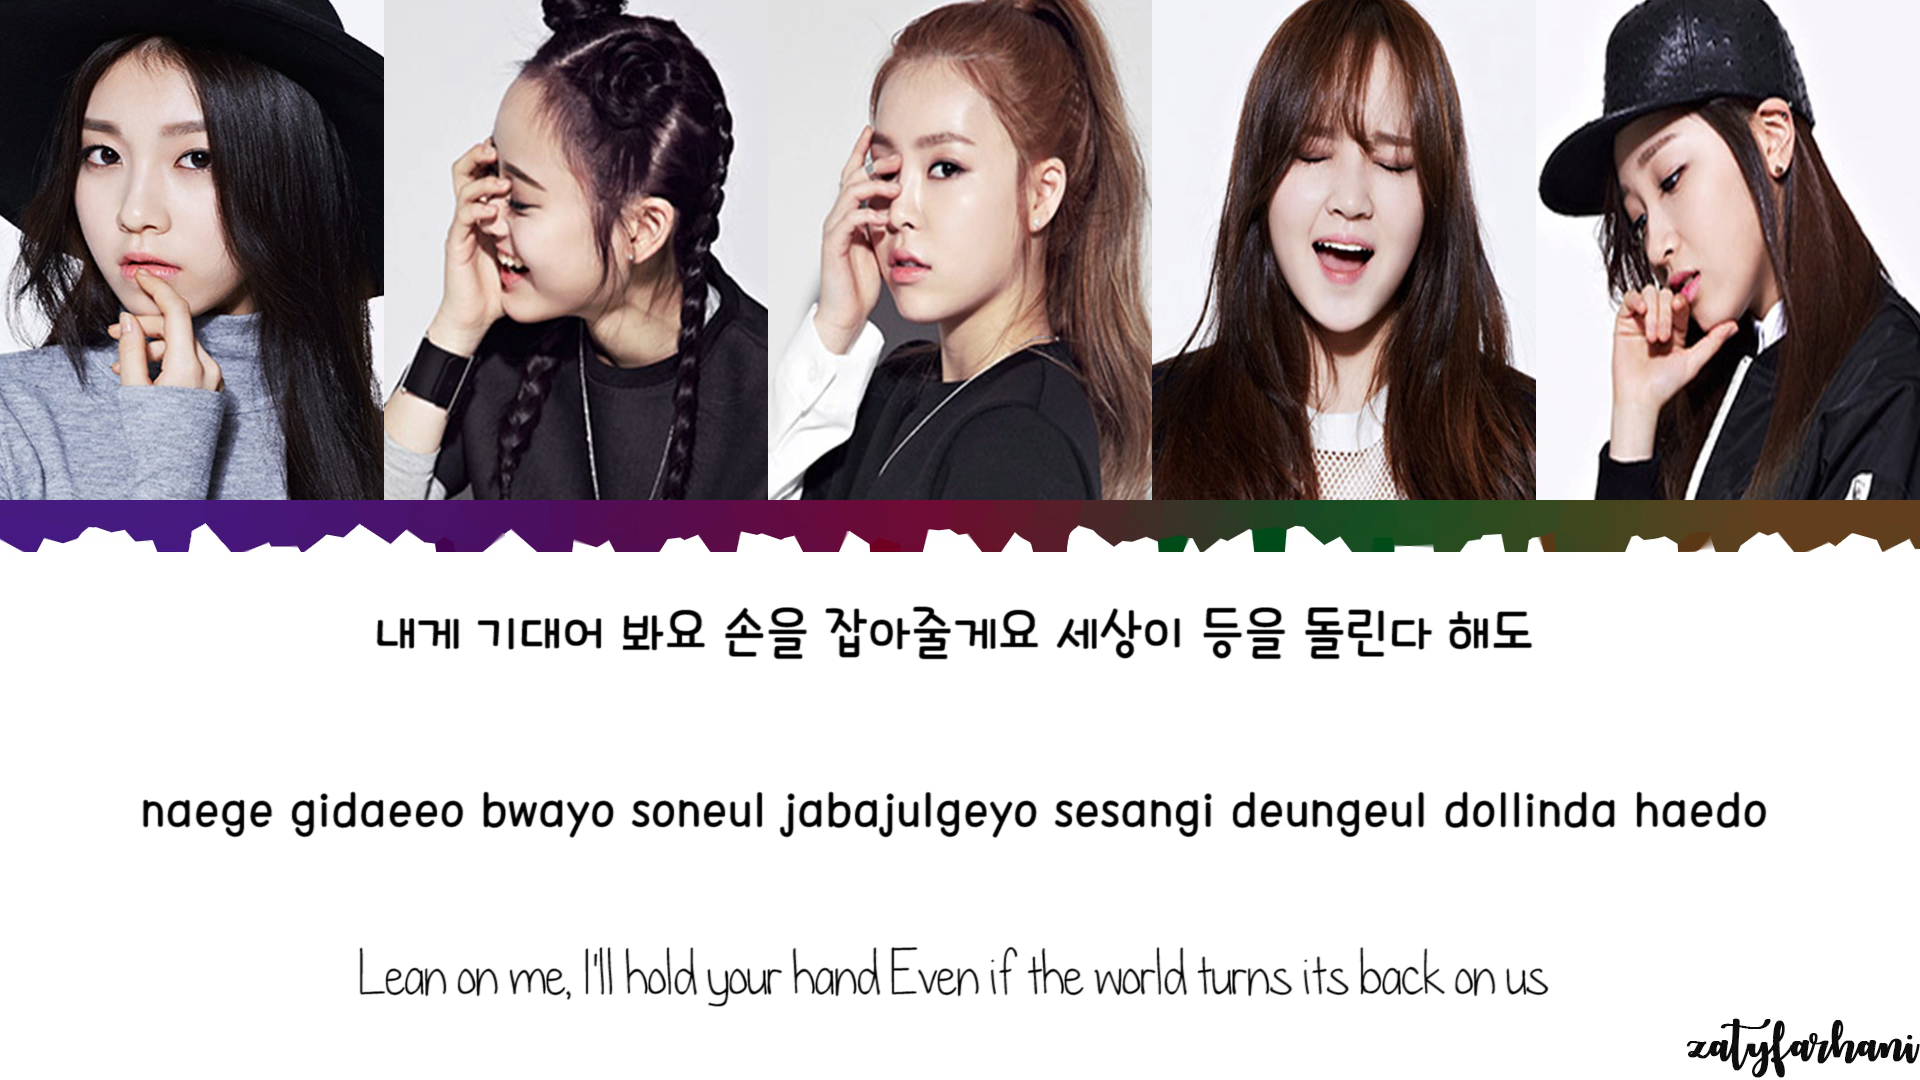 내게 기대어 봐요 손을 잡아줄게요 세상이 등을 돌린다 해도
naege gidaeeo bwayo soneul jabajulgeyo sesangi deungeul dollinda haedo
Lean on me, I'll hold your hand Even if the world turns its back on us
zatyfarhani